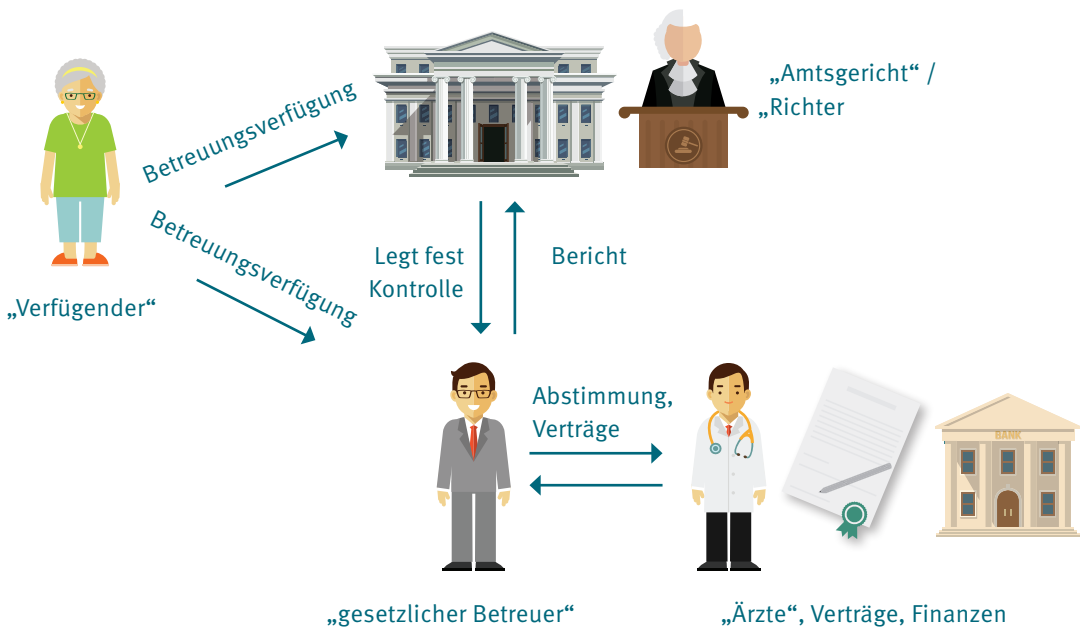 Betreuungsverfügung
„Amtsgericht“ /
„Richter
Betreuungsverfügung
Legt fest
Kontrolle
Bericht
„Verfügender“
Abstimmung,
Verträge
BANK
„gesetzlicher Betreuer“
„Ärzte“, Verträge, Finanzen